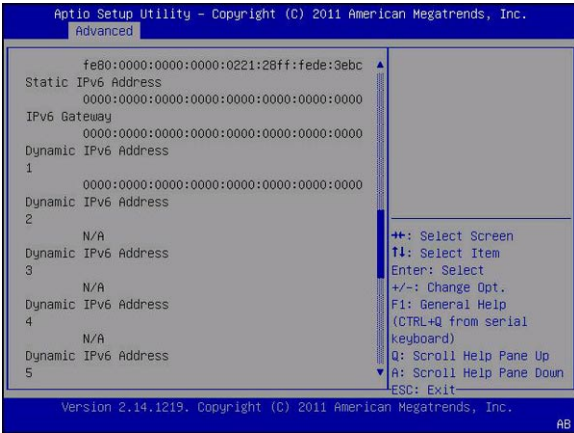 Aptio Setup Utility – Copyright (C) 2011 American Megatrends, Inc.
Advanced
fe80:0000:0000:0000:0221:28ff:fede:3ebc
Static IPv6 Address
0000:0000:0000:0000:0000:0000:0000:0000
IPv6 Gateway
0000:0000:0000:0000:0000:0000:0000:0000
Dynamic IPv6 Address
1
0000:0000:0000:0000:0000:0000:0000:0000
Dynamic IPv6 Address
2
N/A
Dynamic IPv6 Address
3
N/A
Dynamic IPv6 Address
4
N/A
Dynamic IPv6 Address
5
→←: Select Screen
↑↓: Select Item
Enter: Select
+/-: Change Opt.
F1: General Help
(CTRL+Q from serial
keyboard)
Q: Scroll Help Pane Up
A: Scroll Help Pane Down
ESC: Exit
Version 2.14.1219. Copyright (C) 2011 American Megatrends, Inc.
AB